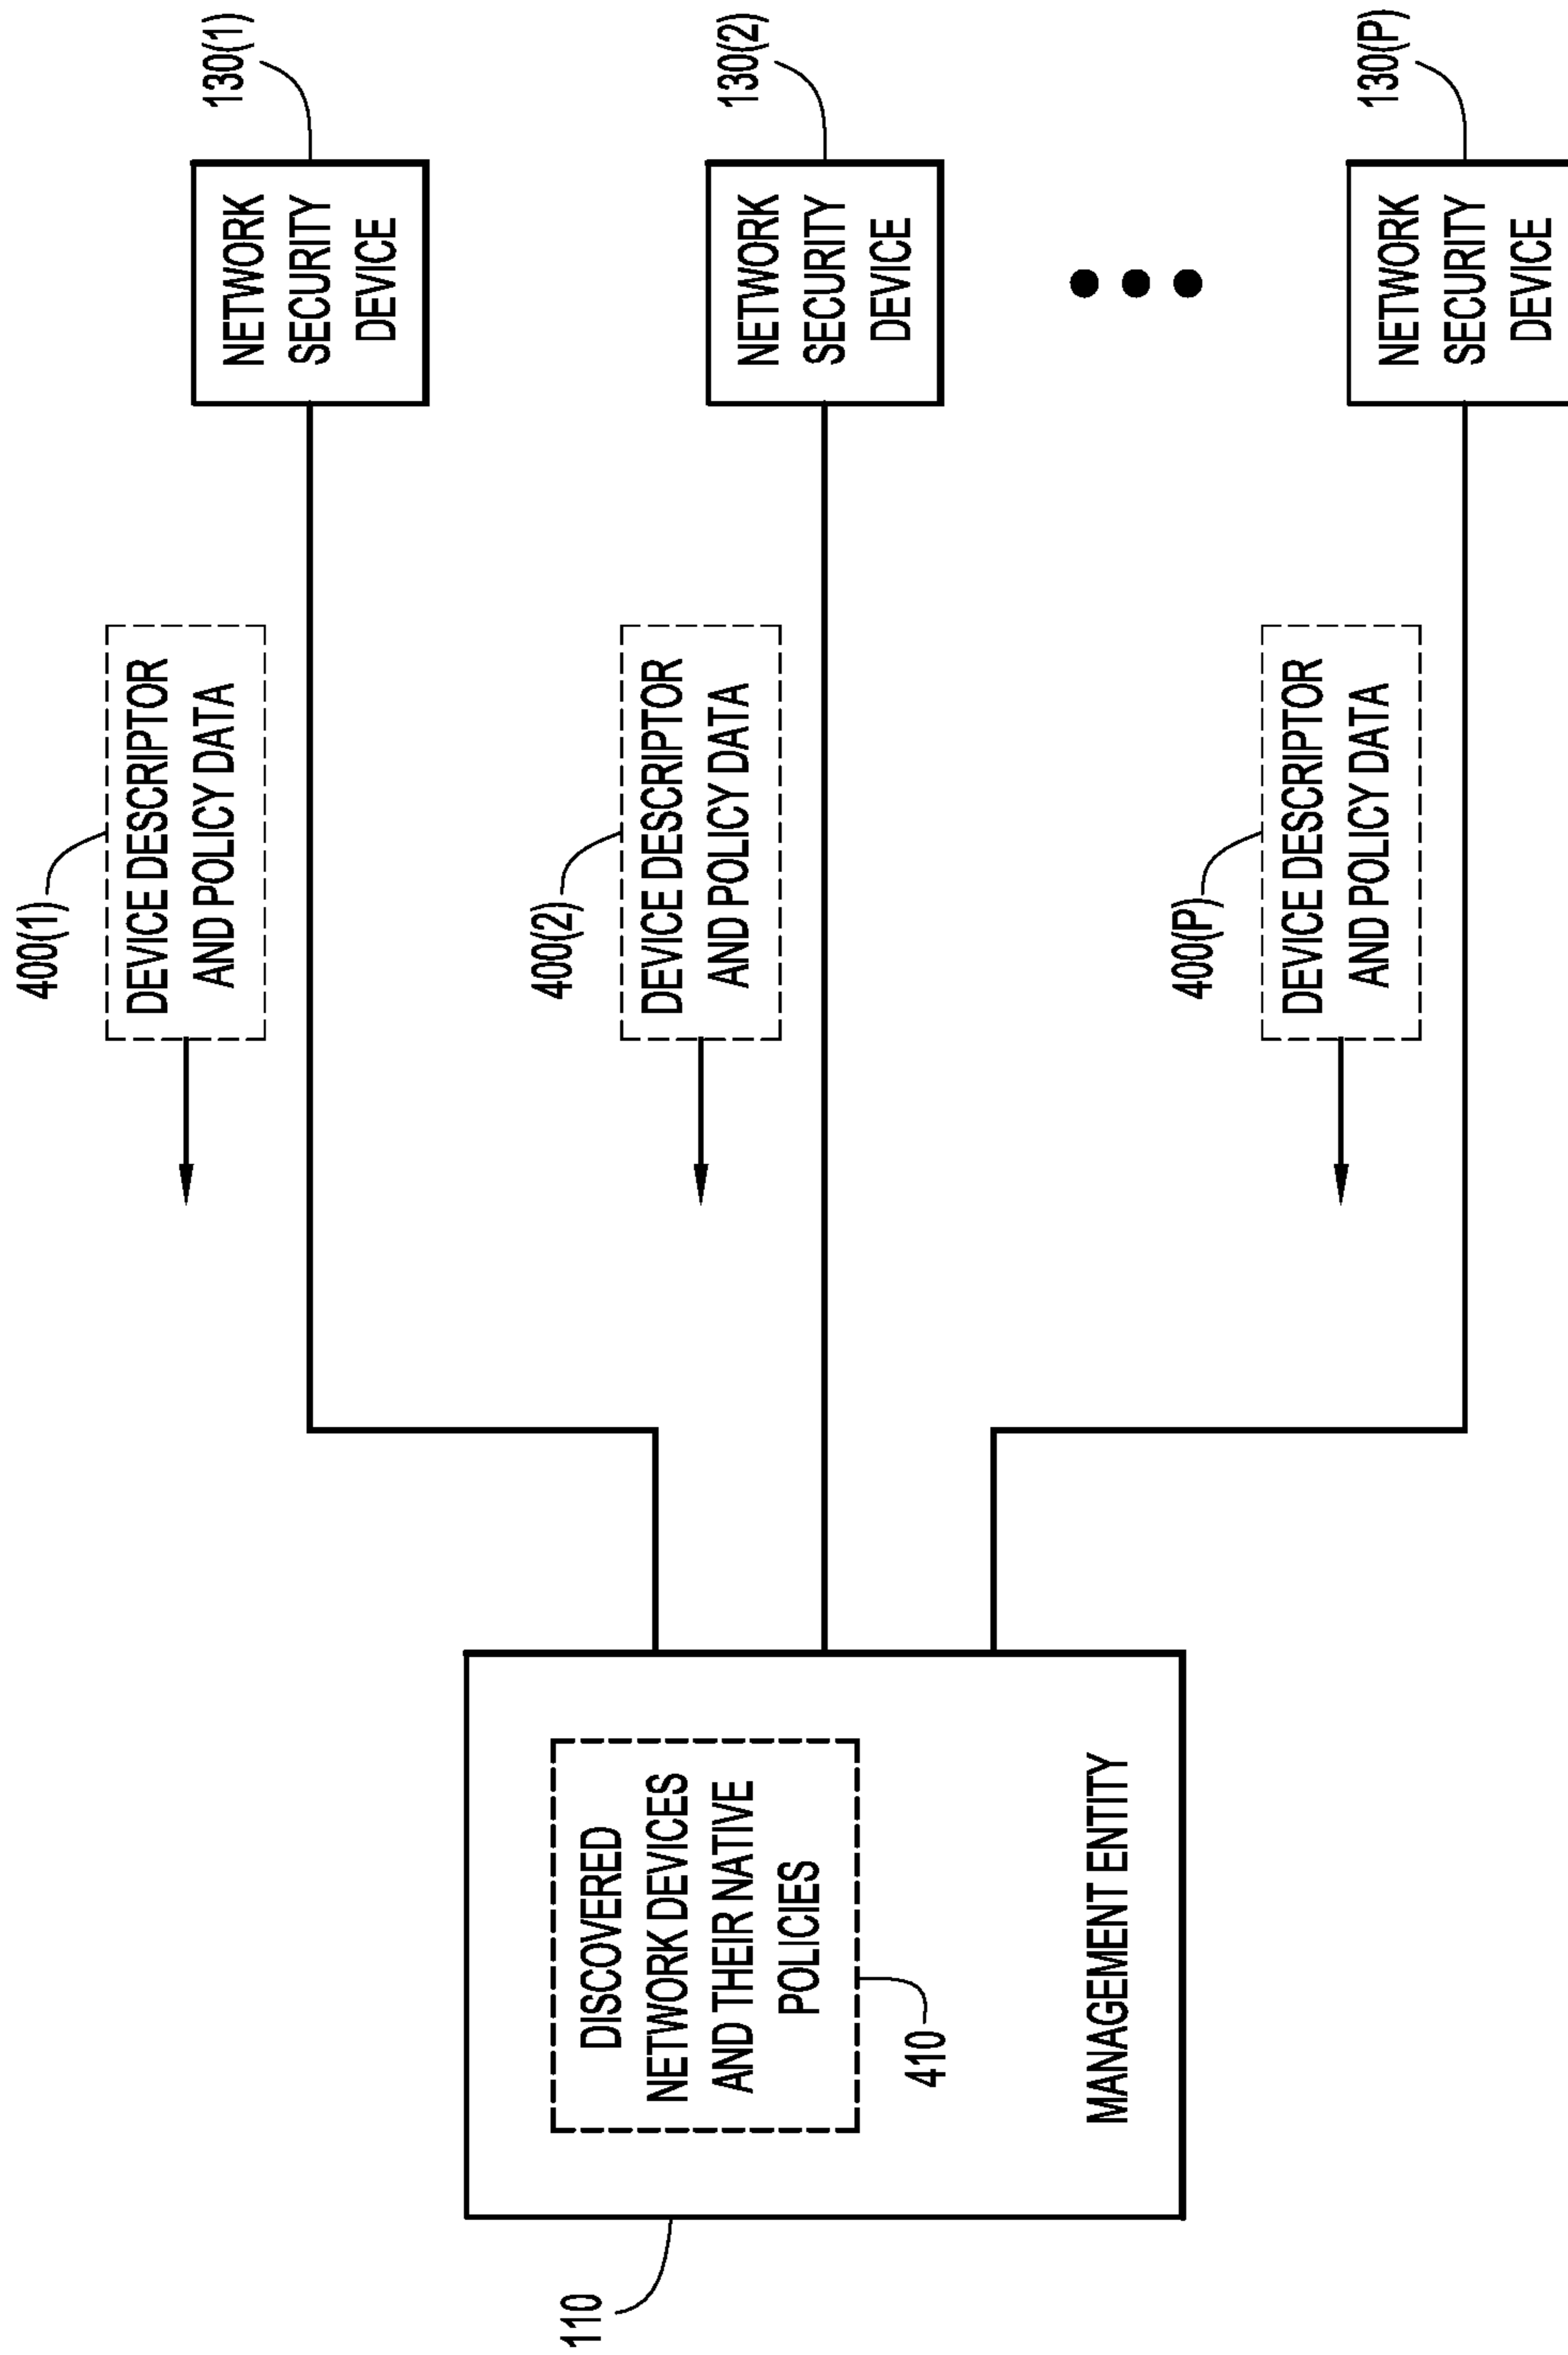 400(1)
DEVICE DESCRIPTOR
AND POLICY DATA
130(1)
NETWORK
SECURITY
DEVICE
400(2)
DEVICE DESCRIPTOR
AND POLICY DATA
130(2)
NETWORK
SECURITY
DEVICE
110
DISCOVERED
NETWORK DEVICES
AND THEIR NATIVE
POLICIES
410
MANAGEMENT ENTITY
400(P)
DEVICE DESCRIPTOR
AND POLICY DATA
130(P)
NETWORK
SECURITY
DEVICE